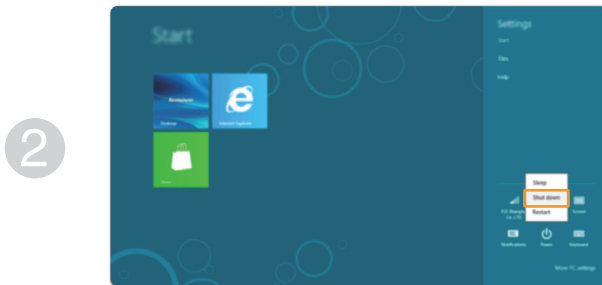 2
Start
Settings
Start
Tiles
Help
Desktop
Internet Explorer
Store
Sleep
Shut down
Restart
Screen
Notifications
Power
Keyboard
More PC settings